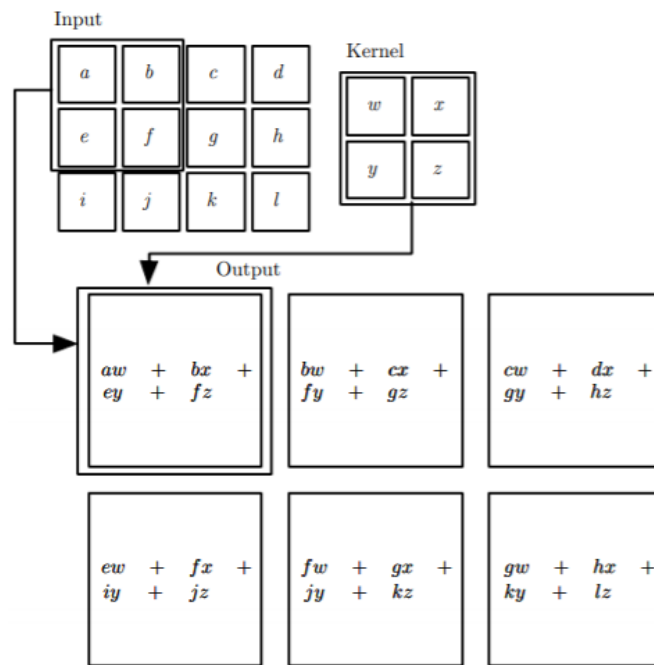 Input
a b c d
e f g h
i j k l
Kernel
w x
y z
Output
aw + bx +
ey + fz
bw + cx +
fy + gz
cw + dx +
gy + hz
ew + fx +
iy + jz
fw + gx +
jy + kz
gw + hx +
ky + lz